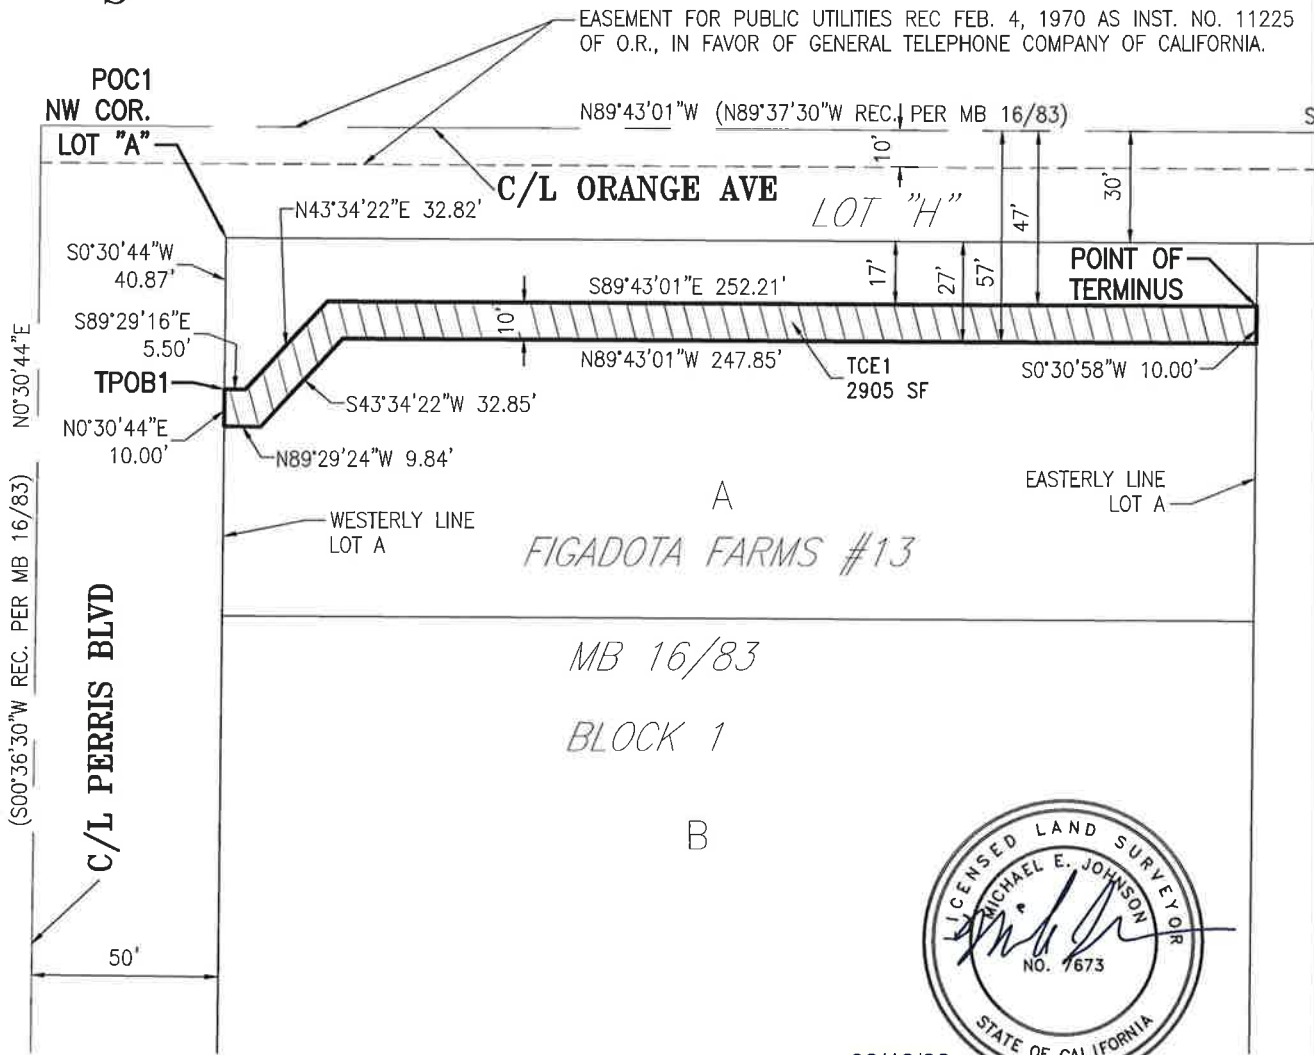 EASEMENT FOR PUBLIC UTILITIES REC FEB. 4, 1970 AS INST. NO. 11225
OF O.R., IN FAVOR OF GENERAL TELEPHONE COMPANY OF CALIFORNIA.
POC1
NW COR.
LOT "A"
N89°43'01"W (N89°37'30"W REC. PER MB 16/83)
10'
C/L ORANGE AVE
LOT "H"
47'
30'
N43°34'22"E 32.82'
S0°30'44"W
40.87'
S89°43'01"E 252.21'
17'
27'
57'
POINT OF
TERMINUS
S89°29'16"E
5.50'
10'
N89°43'01"W 247.85'
TCE1
2905 SF
S0°30'58"W 10.00'
TPOB1
N0°30'44"E
10.00'
S43°34'22"W 32.85'
N89°29'24"W 9.84'
N0°30'44"E
(S00°36'30"W REC. PER MB 16/83)
C/L PERRIS BLVD
WESTERLY LINE
LOT A
EASTERLY LINE
LOT A
A
FIGADOTA FARMS #13
MB 16/83
BLOCK 1
B
50'
LICENSED LAND SURVEYOR
MICHAEL E. JOHNSON
NO. 7673
STATE OF CALIFORNIA